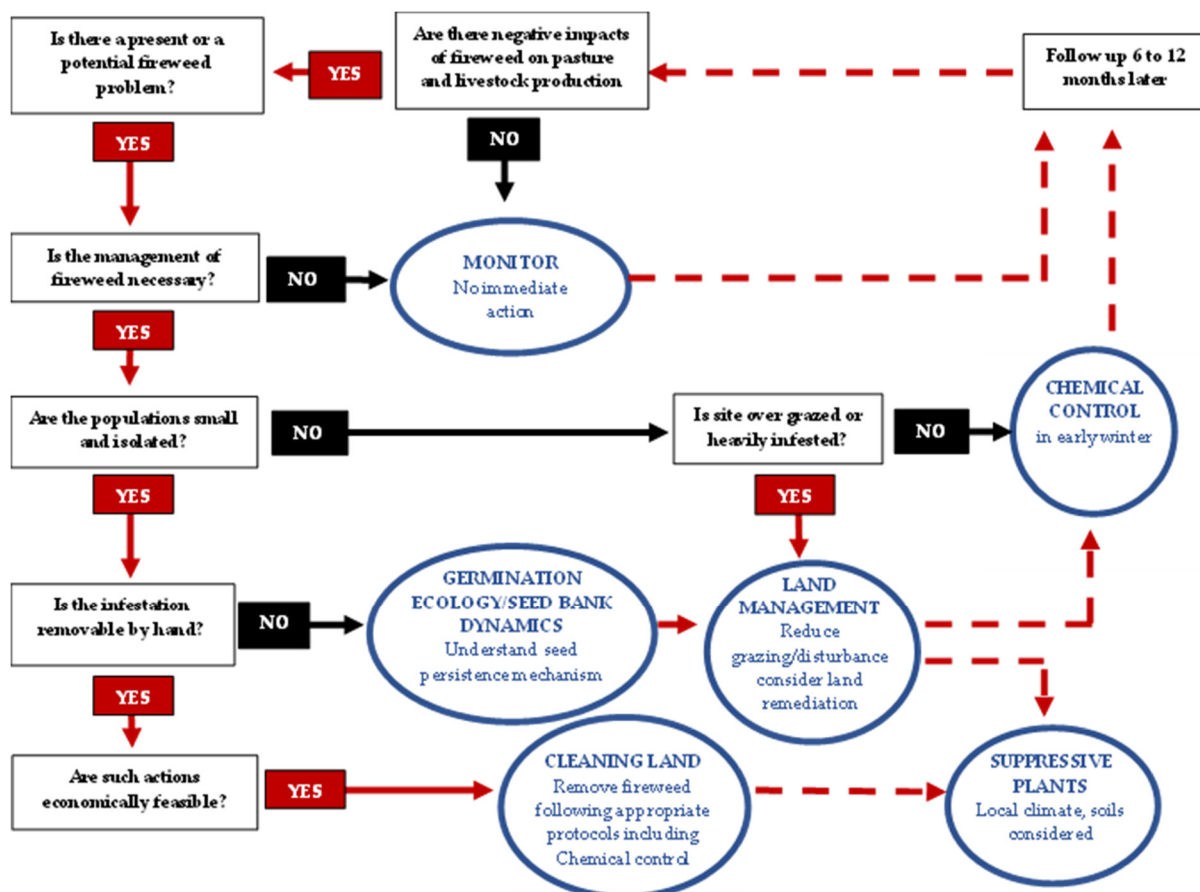 Is there a present or a
potential fireweed
problem?
YES
Are there negative impacts
of fireweed on pasture
and livestock production
Follow up 6 to 12
months later
YES
NO
Is the management of
fireweed necessary?
NO
MONITOR
No immediate
action
YES
Are the populations small
and isolated?
NO
Is site over grazed or
heavily infested?
NO
CHEMICAL
CONTROL
in early winter
YES
YES
Is the infestation
removable by hand?
NO
GERMINATION
ECOLOGY/SEED BANK
DYNAMICS
Understand seed
persistence mechanism
LAND
MANAGEMENT
Reduce
grazing/disturbance
consider land
remediation
YES
Are such actions
economically feasible?
YES
CLEANING LAND
Remove fireweed
following appropriate
protocols including
Chemical control
SUPPRESSIVE
PLANTS
Local climate, soils
considered